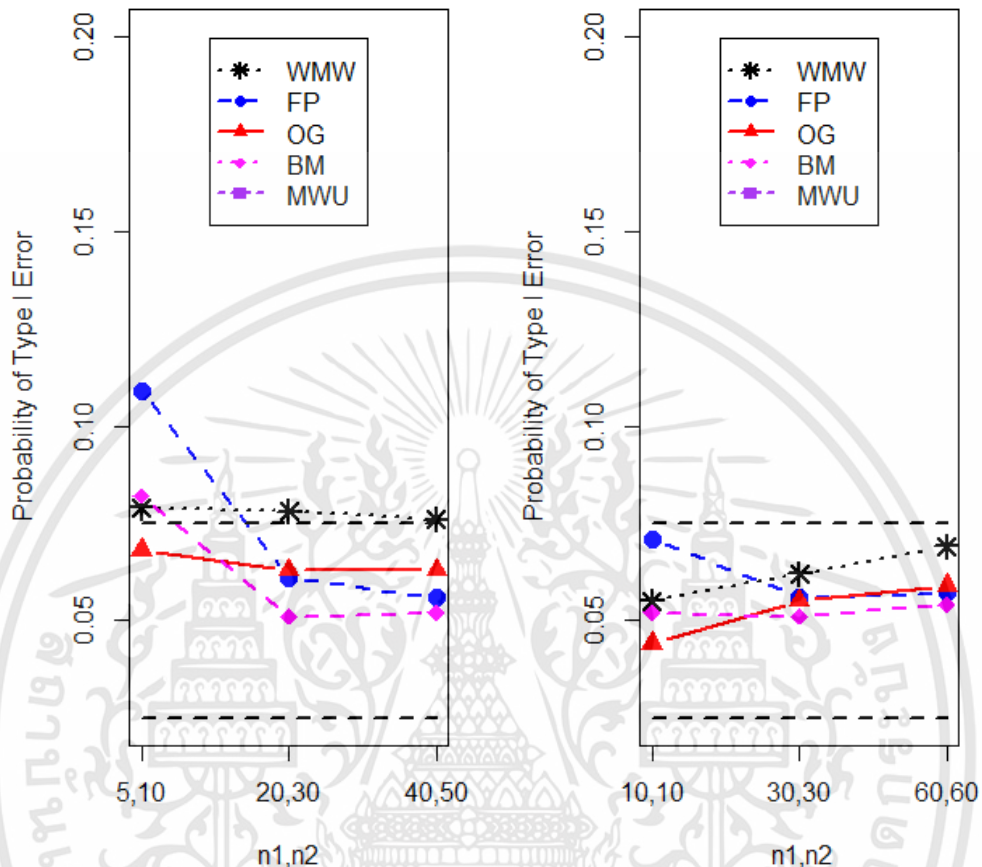 0.20
0.15
0.10
0.05
Probability of Type I Error
WMW
FP
OG
BM
MWU
5,10
20,30
40,50
n1,n2
0.20
0.15
0.10
0.05
Probability of Type I Error
WMW
FP
OG
BM
MWU
10,10
30,30
60,60
n1,n2